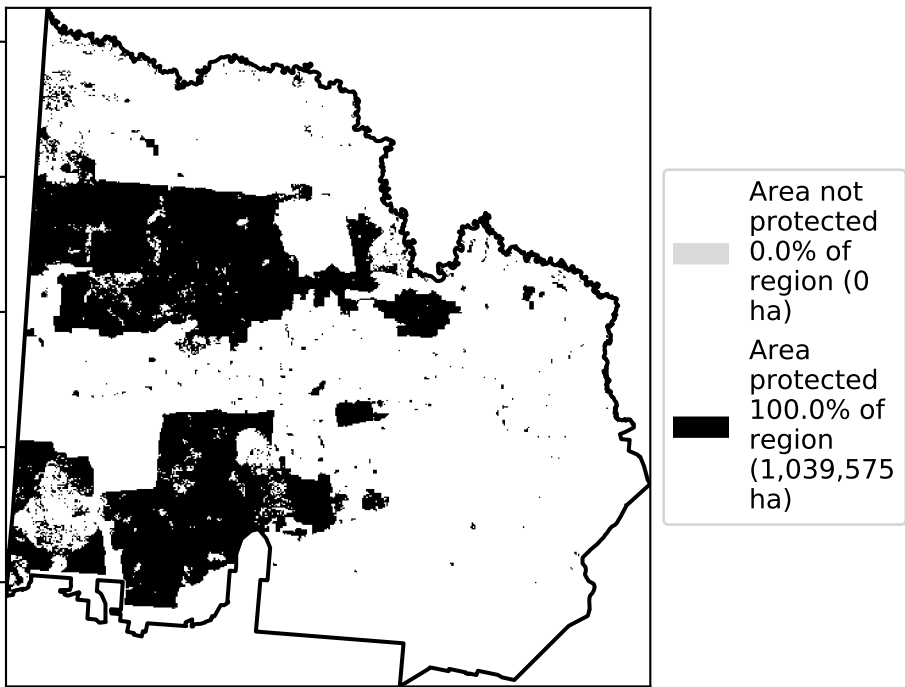 Area not
protected
0.0% of
region (0
ha)
Area
protected
100.0% of
region
(1,039,575
ha)